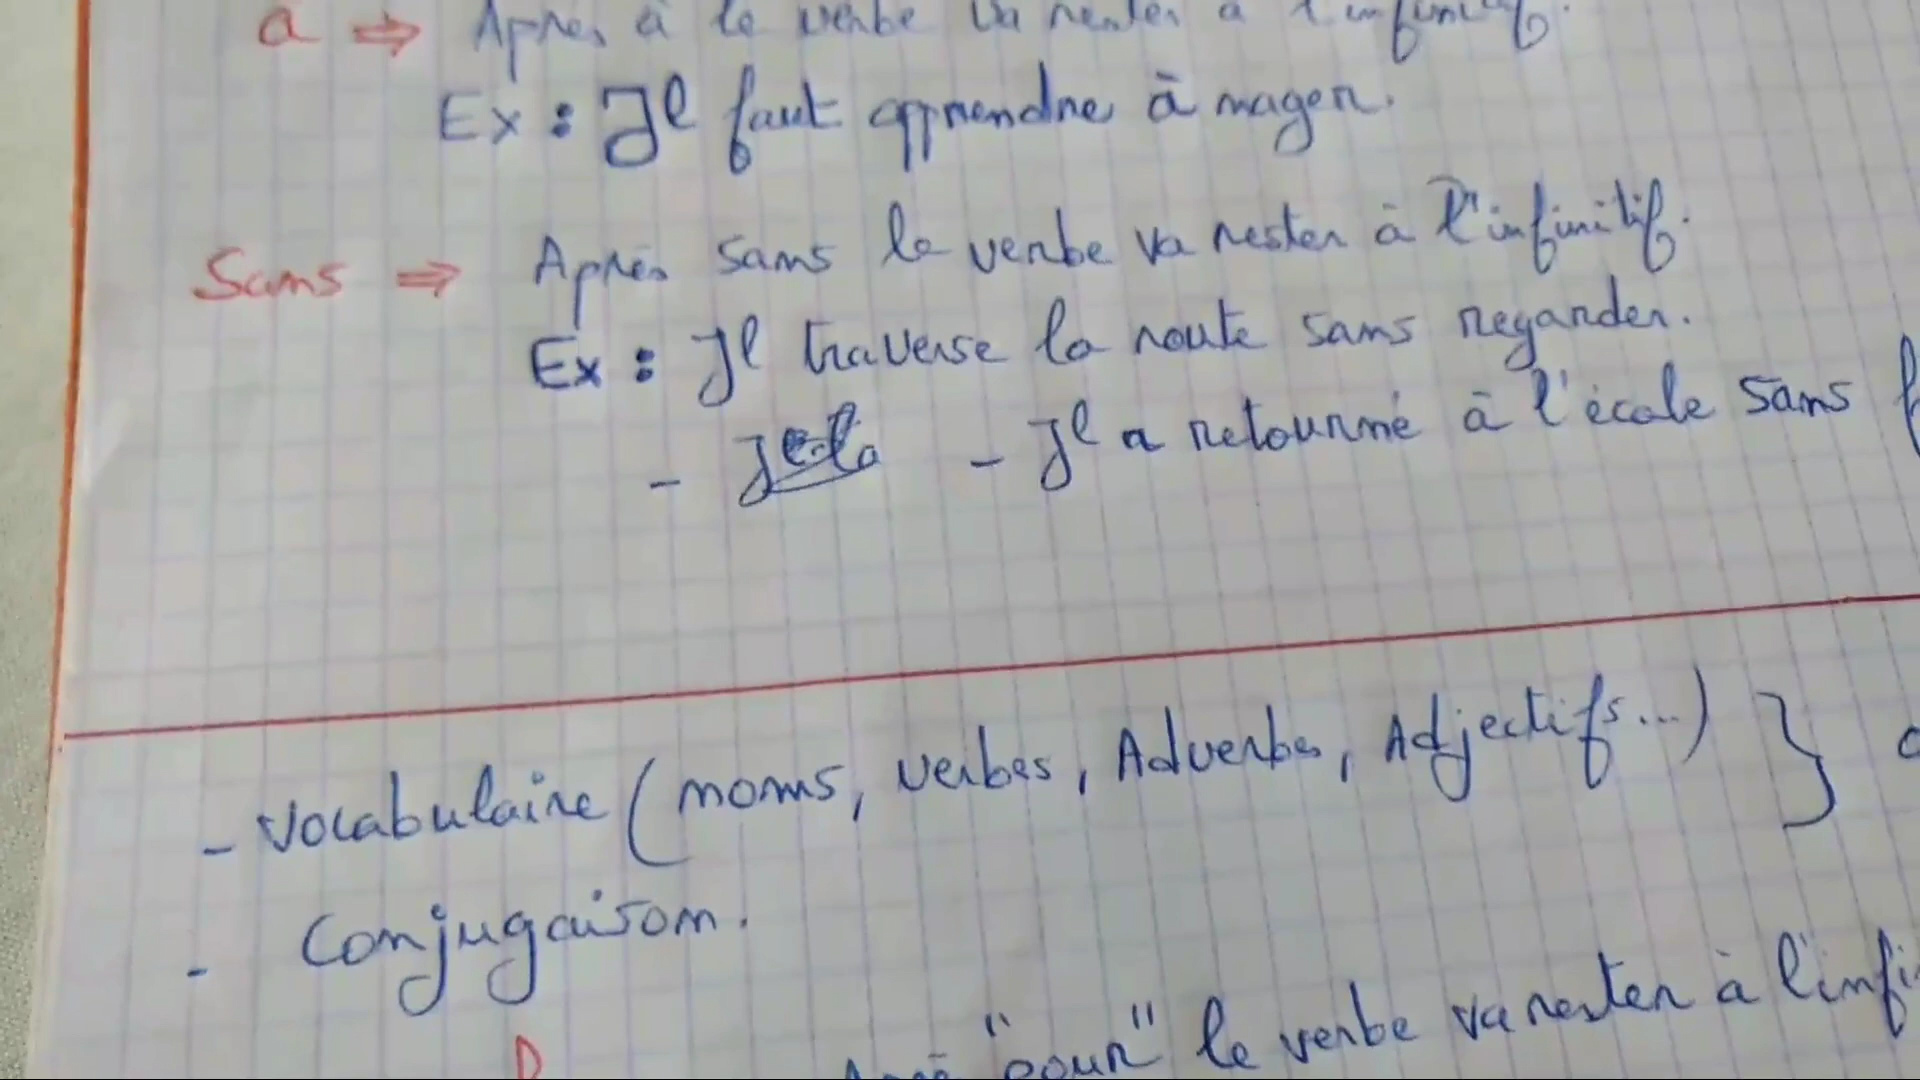 à ⇒ Après à le verbe va rester à l'infinitif.
Ex : Il faut apprendre à mager.
Sans ⇒ Après sans le verbe va rester à l'infinitif.
Ex : Il traverse la route sans regarder.
- - Il a retourné à l'école sans
- Vocabulaire (noms, verbes, Adverbes, Adjectifs...) }
- Conjugaison.
"pour" le verbe va rester à l'infi